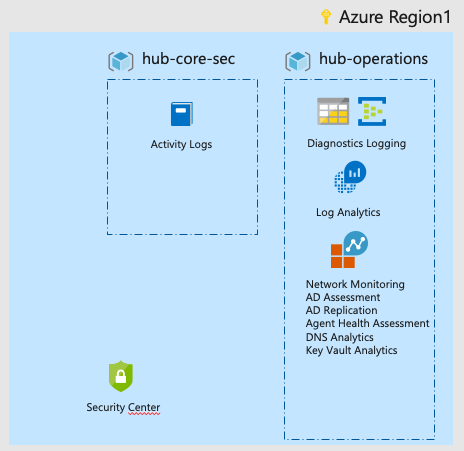 Azure Region1
hub-core-sec
hub-operations
Activity Logs
Diagnostics Logging
Log Analytics
Network Monitoring
AD Assessment
AD Replication
Agent Health Assessment
DNS Analytics
Key Vault Analytics
Security Center